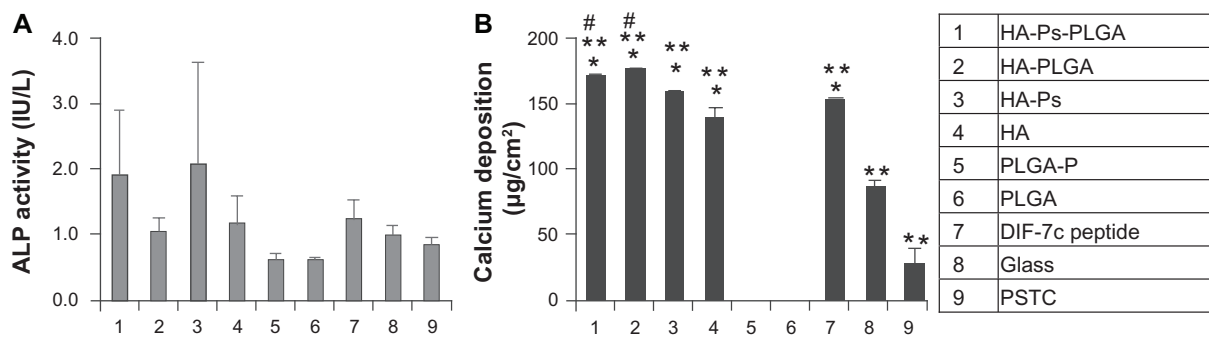 A
ALP activity (IU/L)
4.0
3.0
2.0
1.0
0.0
1 2 3 4 5 6 7 8 9
B
Calcium deposition
(µg/cm²)
200
150
100
50
0
# # 
** ** ** ** ** ** **
* * * * *
1 2 3 4 5 6 7 8 9
1 HA-Ps-PLGA
2 HA-PLGA
3 HA-Ps
4 HA
5 PLGA-P
6 PLGA
7 DIF-7c peptide
8 Glass
9 PSTC